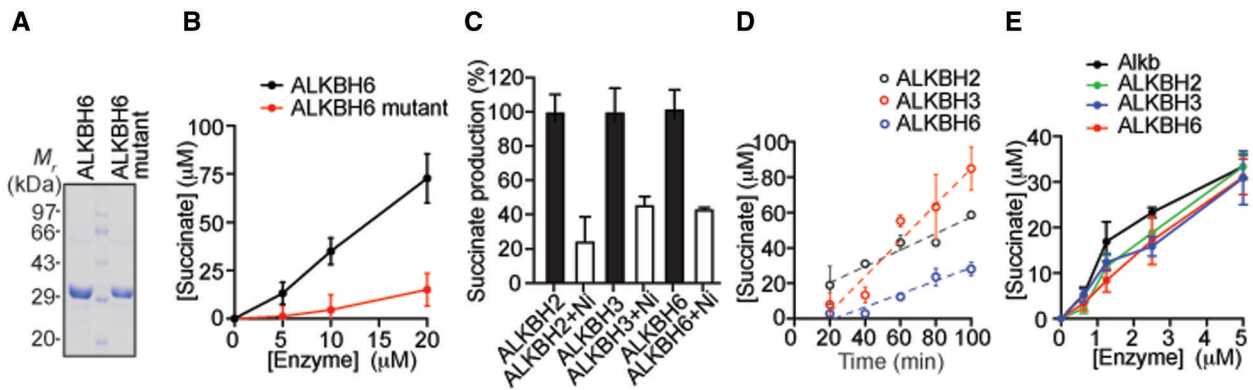 A
ALKBH6
ALKBH6
mutant
Mr
(kDa)
97-
66-
43-
29-
20-
B
ALKBH6
ALKBH6 mutant
[Succinate] (μM)
100
75
50
25
0
0 5 10 15 20
[Enzyme] (μM)
C
Succinate production (%)
120
100
80
60
40
20
0
ALKBH2
ALKBH2+Ni
ALKBH3
ALKBH3+Ni
ALKBH6
ALKBH6+Ni
D
ALKBH2
ALKBH3
ALKBH6
[Succinate] (μM)
100
80
60
40
20
0
0 20 40 60 80 100
Time (min)
E
Alkb
ALKBH2
ALKBH3
ALKBH6
[Succinate] (μM)
40
30
20
10
0
0 1 2 3 4 5
[Enzyme] (μM)